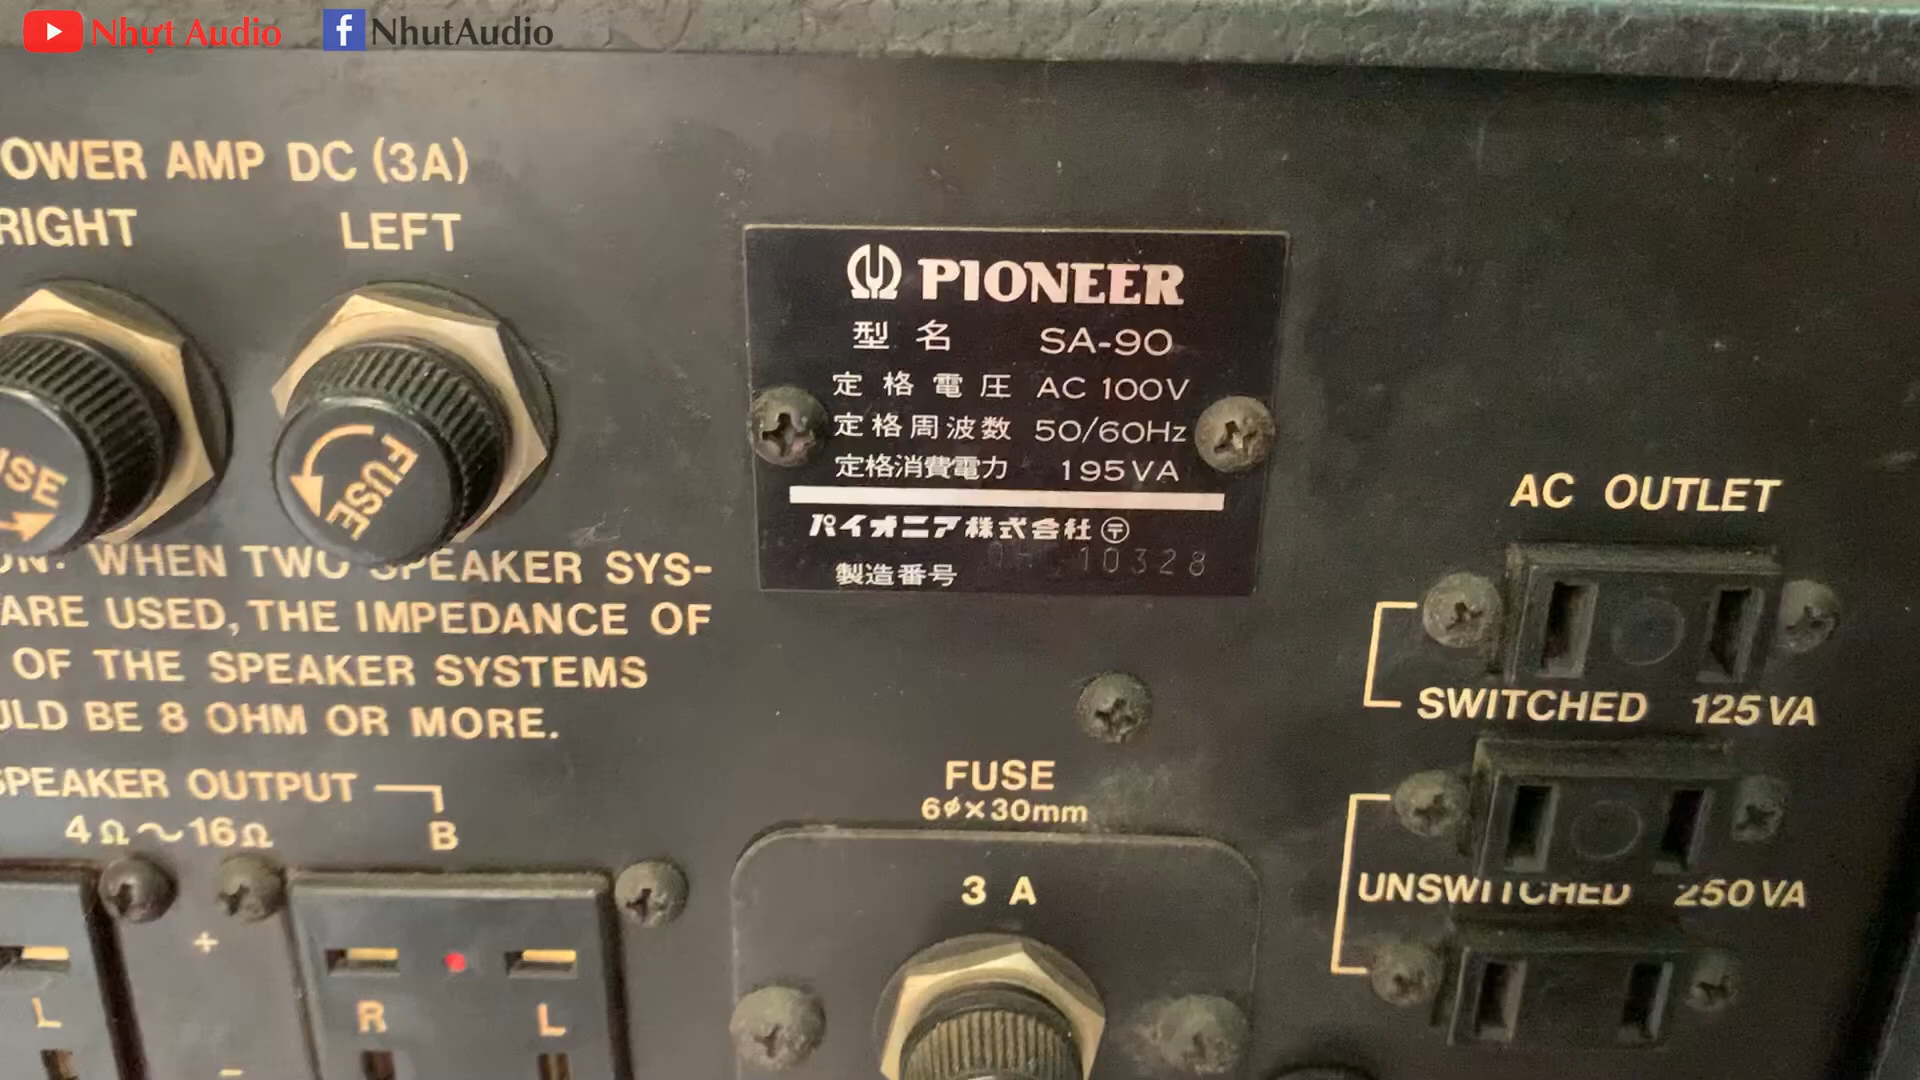 Nhựt Audio NhutAudio
OWER AMP DC (3A)
RIGHT LEFT
FUSE
PIONEER
型名 SA-90
定格電圧 AC 100V
定格周波数 50/60Hz
定格消費電力 195VA
パイオニア株式会社 〒
製造番号 10328
WHEN TWO SPEAKER SYS-
ARE USED, THE IMPEDANCE OF
OF THE SPEAKER SYSTEMS
ULD BE 8 OHM OR MORE.
SPEAKER OUTPUT
4Ω～16Ω B
+
R L
L
−
FUSE
6φ×30mm
3 A
AC OUTLET
SWITCHED 125VA
UNSWITCHED 250VA